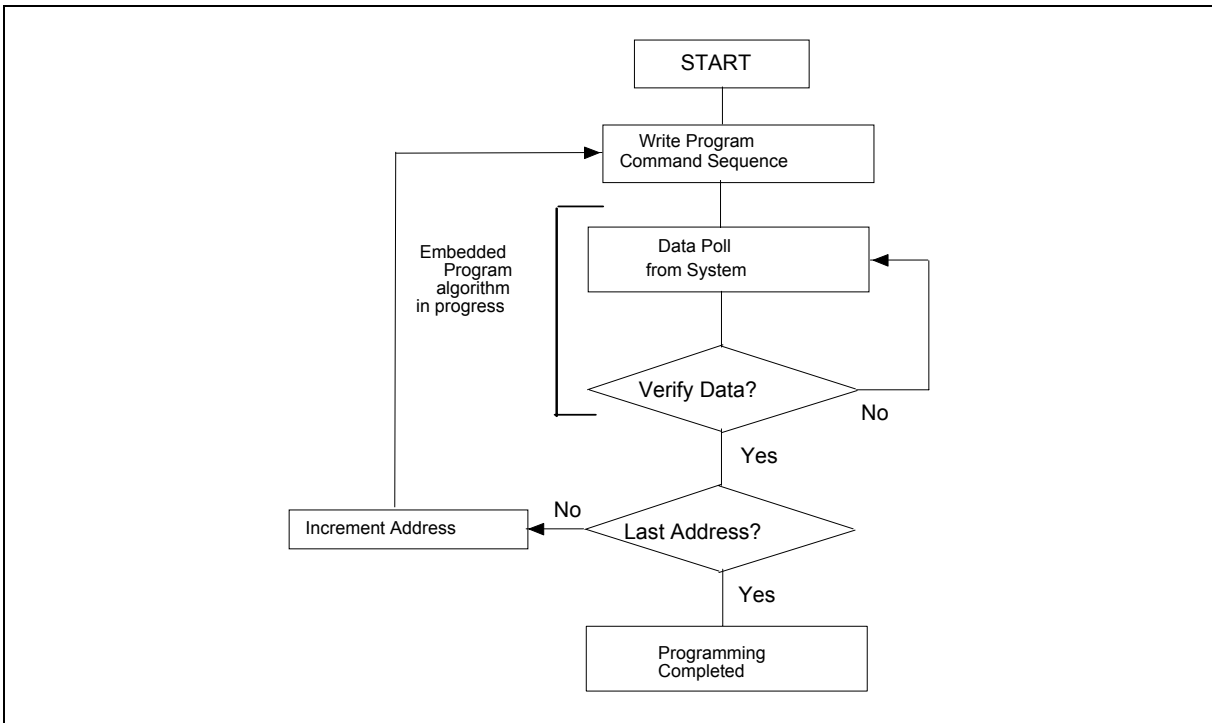 START
Write Program
Command Sequence
Embedded
Program
algorithm
in progress
Data Poll
from System
Verify Data?
No
Yes
No
Increment Address
Last Address?
Yes
Programming
Completed